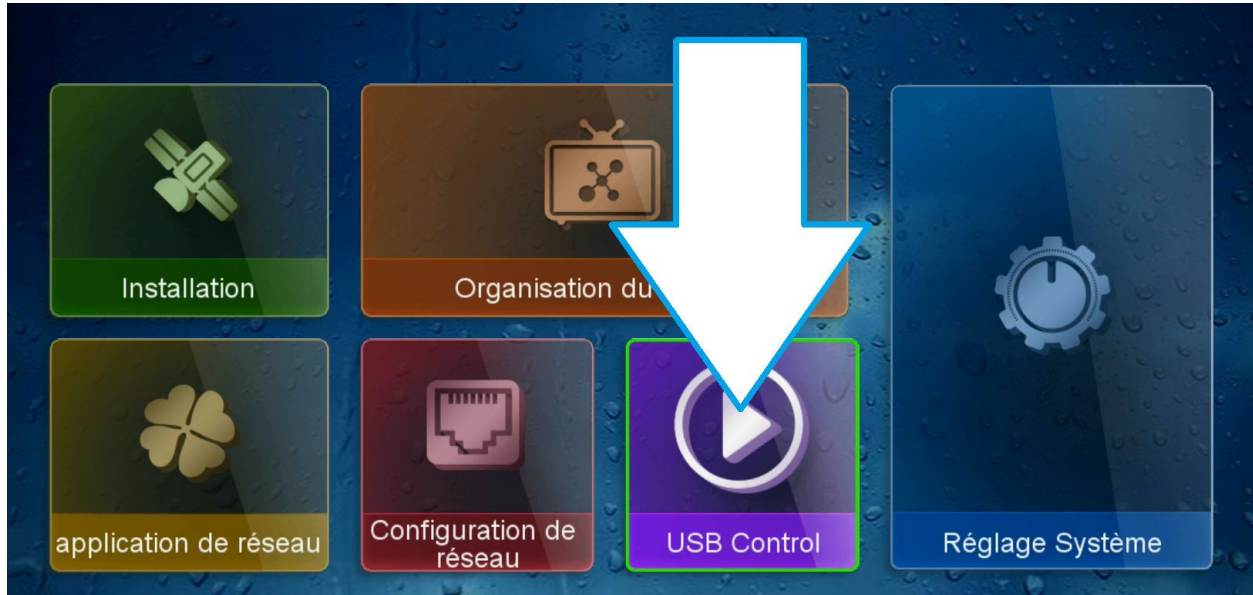 Installation
Organisation du
application de réseau
Configuration de
réseau
USB Control
Réglage Système